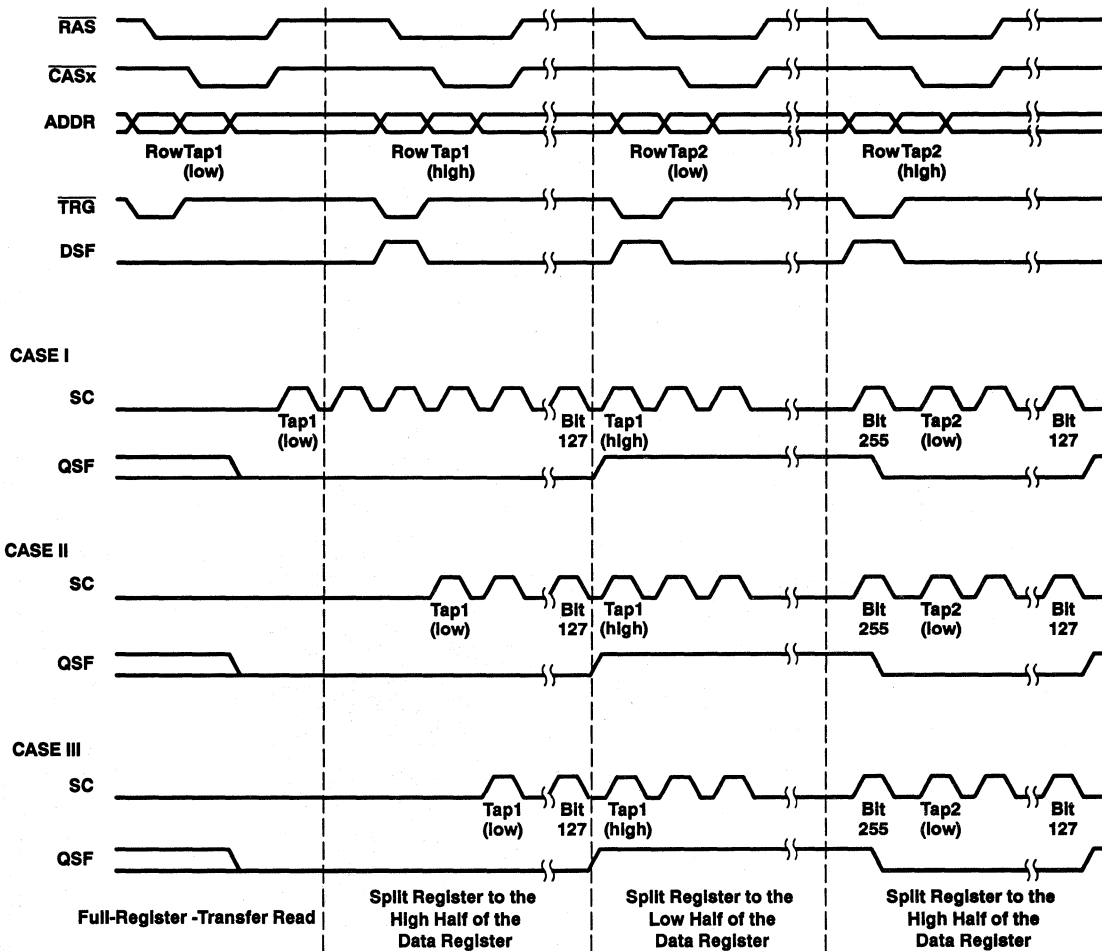 RAS
CASx
ADDR
RowTap1 RowTap1 RowTap2 RowTap2
(low) (high) (low) (high)
TRG
DSF
CASE I
SC
Tap1 Bit Tap1 Bit Tap2 Bit
(low) 127 (high) 255 (low) 127
QSF
CASE II
SC
Tap1 Bit Tap1 Bit Tap2 Bit
(low) 127 (high) 255 (low) 127
QSF
CASE III
SC
Tap1 Bit Tap1 Bit Tap2 Bit
(low) 127 (high) 255 (low) 127
QSF
Full-Register -Transfer Read
Split Register to the
High Half of the
Data Register
Split Register to the
Low Half of the
Data Register
Split Register to the
High Half of the
Data Register